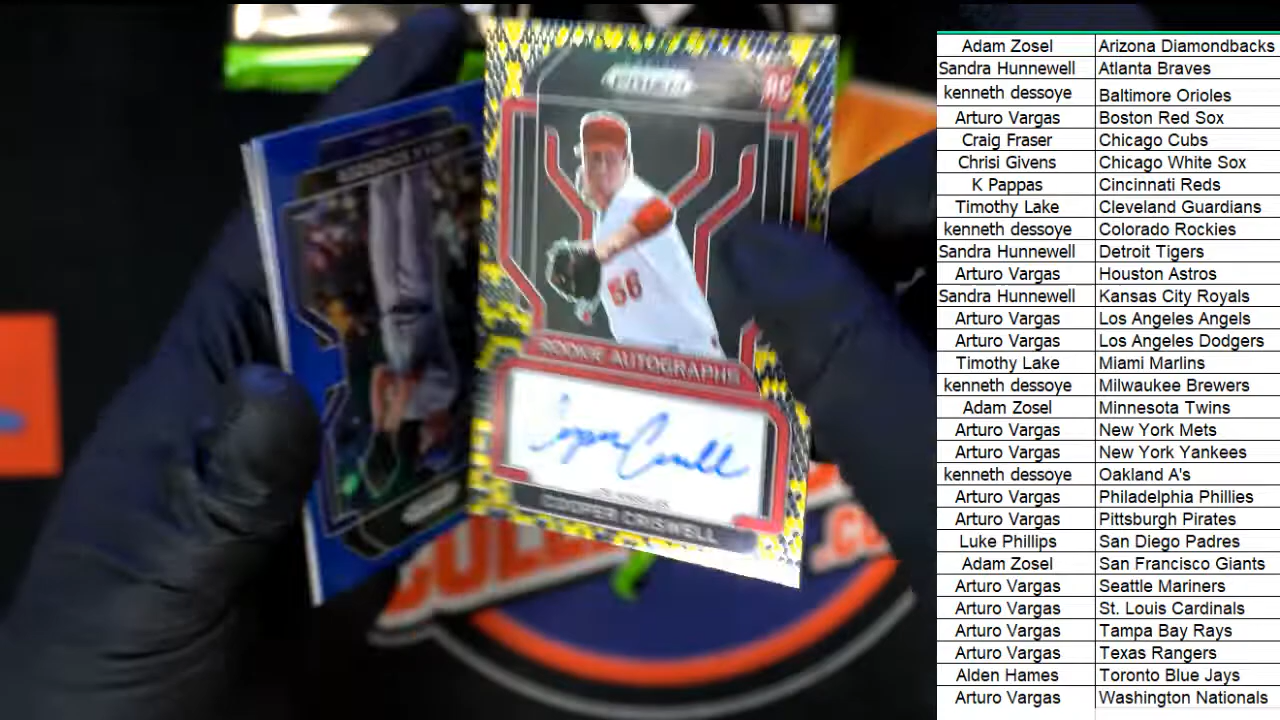 PRIZM
RC
56
ROOKIE AUTOGRAPHS
Cooper Criswell
COOPER CRISWELL
Adam Zosel Arizona Diamondbacks
Sandra Hunnewell Atlanta Braves
kenneth dessoye Baltimore Orioles
Arturo Vargas Boston Red Sox
Craig Fraser Chicago Cubs
Chrisi Givens Chicago White Sox
K Pappas Cincinnati Reds
Timothy Lake Cleveland Guardians
kenneth dessoye Colorado Rockies
Sandra Hunnewell Detroit Tigers
Arturo Vargas Houston Astros
Sandra Hunnewell Kansas City Royals
Arturo Vargas Los Angeles Angels
Arturo Vargas Los Angeles Dodgers
Timothy Lake Miami Marlins
kenneth dessoye Milwaukee Brewers
Adam Zosel Minnesota Twins
Arturo Vargas New York Mets
Arturo Vargas New York Yankees
kenneth dessoye Oakland A's
Arturo Vargas Philadelphia Phillies
Arturo Vargas Pittsburgh Pirates
Luke Phillips San Diego Padres
Adam Zosel San Francisco Giants
Arturo Vargas Seattle Mariners
Arturo Vargas St. Louis Cardinals
Arturo Vargas Tampa Bay Rays
Arturo Vargas Texas Rangers
Alden Hames Toronto Blue Jays
Arturo Vargas Washington Nationals